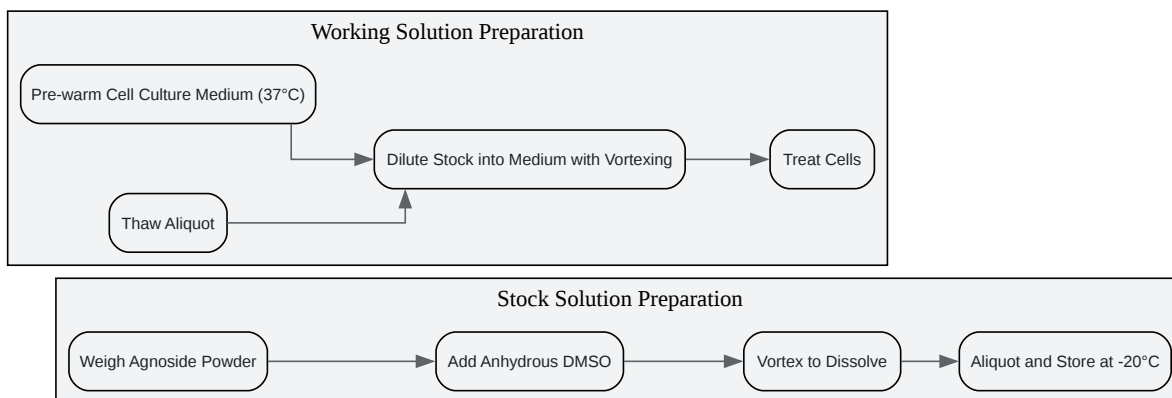 Working Solution Preparation
Pre-warm Cell Culture Medium (37°C)
Dilute Stock into Medium with Vortexing
Treat Cells
Thaw Aliquot
Stock Solution Preparation
Weigh Agnoside Powder
Add Anhydrous DMSO
Vortex to Dissolve
Aliquot and Store at -20°C